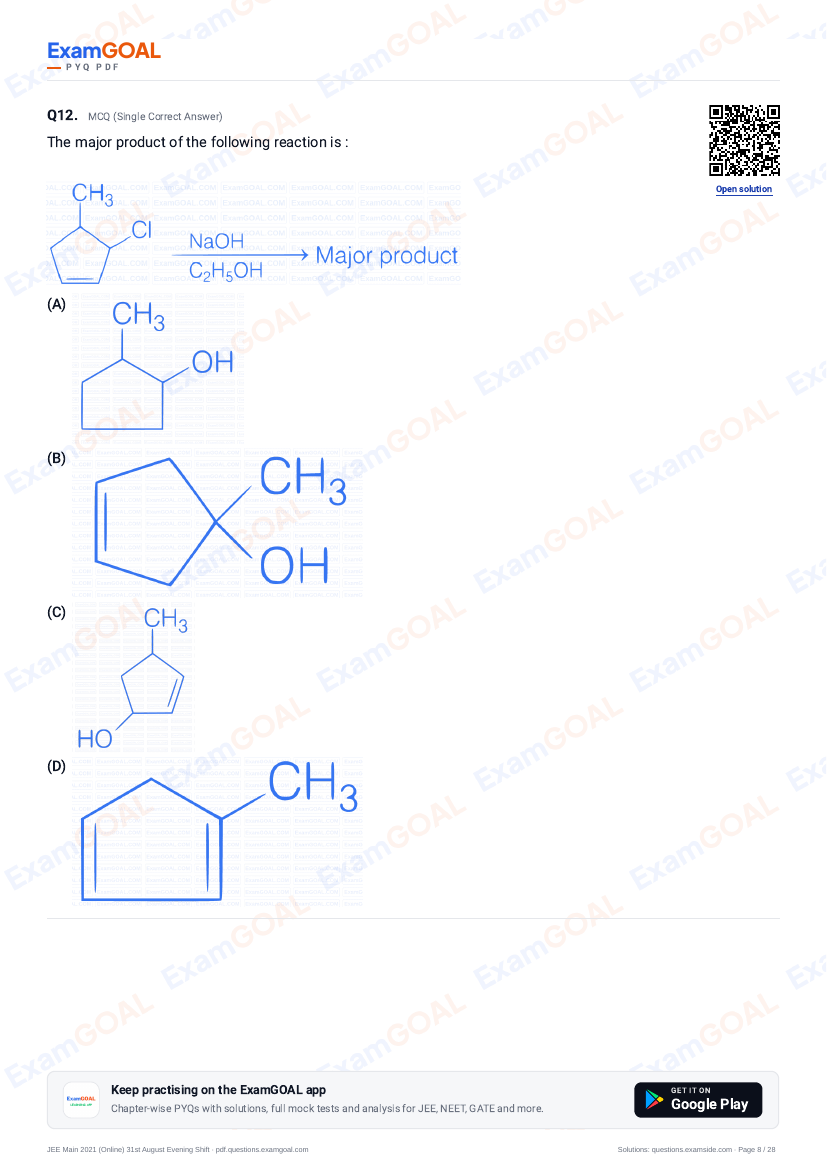 ExamGOAL
PYQ PDF
Q12. MCQ (Single Correct Answer)
The major product of the following reaction is :
Open solution
CH3
Cl
NaOH
C2H5OH
Major product
(A)
CH3
OH
(B)
CH3
OH
(C)
CH3
HO
(D)
CH3
Keep practising on the ExamGOAL app
Chapter-wise PYQs with solutions, full mock tests and analysis for JEE, NEET, GATE and more.
GET IT ON
Google Play
JEE Main 2021 (Online) 31st August Evening Shift · pdf.questions.examgoal.com
Solutions: questions.examside.com · Page 8 / 28